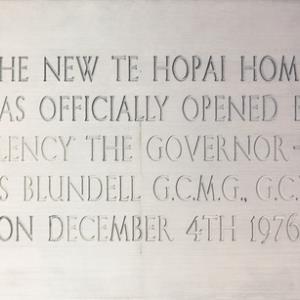 HE NEW TE HOPAI HOM
AS OFFICIALLY OPENED B
LENCY THE GOVERNOR-
S BLUNDELL G.C.M.G., G.C.
ON DECEMBER 4TH 1976